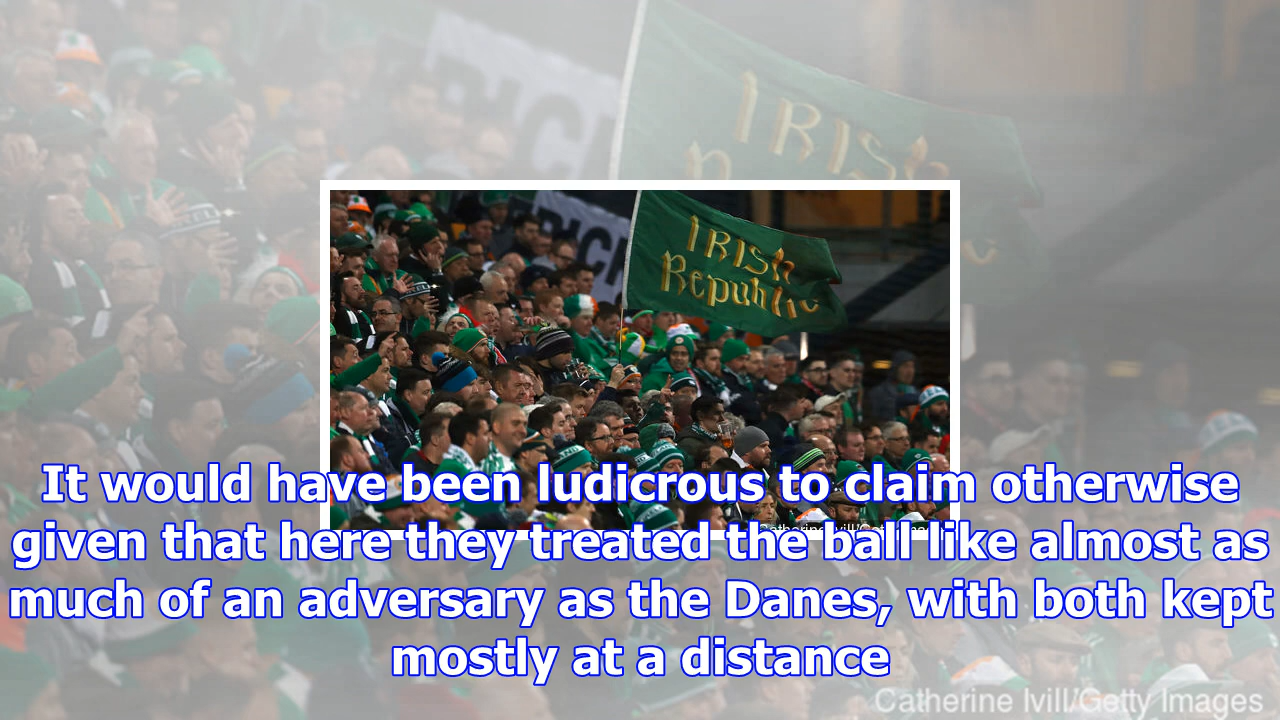 IRISh
Republic
It would have been ludicrous to claim otherwise
given that here they treated the ball like almost as
much of an adversary as the Danes, with both kept
mostly at a distance
Catherine Ivill/Getty Images